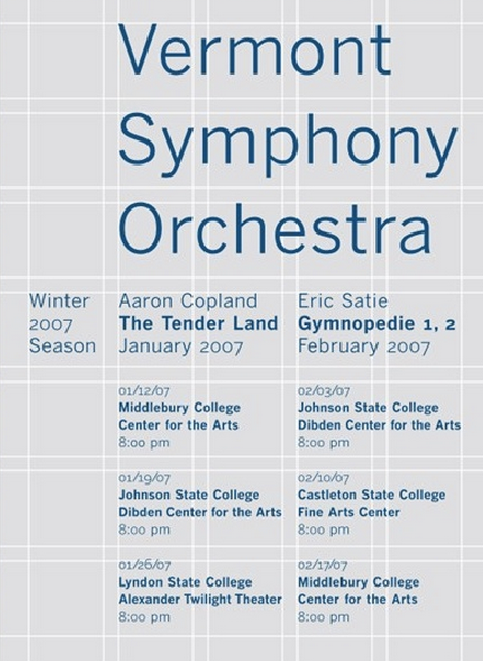 Vermont
Symphony
Orchestra
Winter
2007
Season
Aaron Copland
The Tender Land
January 2007
Eric Satie
Gymnopedie 1, 2
February 2007
01/12/07
Middlebury College
Center for the Arts
8:00 pm
01/19/07
Johnson State College
Dibden Center for the Arts
8:00 pm
01/26/07
Lyndon State College
Alexander Twilight Theater
8:00 pm
02/03/07
Johnson State College
Dibden Center for the Arts
8:00 pm
02/10/07
Castleton State College
Fine Arts Center
8:00 pm
02/17/07
Middlebury College
Center for the Arts
8:00 pm